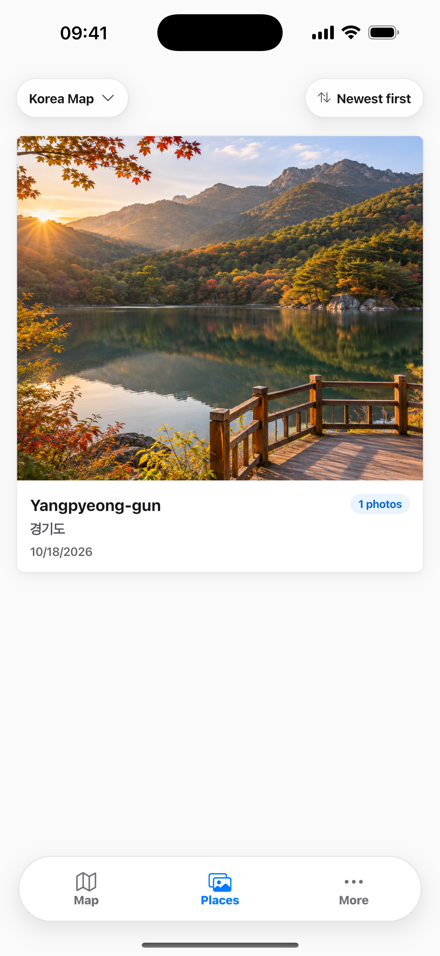 09:41
Korea Map
Newest first
Yangpyeong-gun
1 photos
경기도
10/18/2026
Map
Places
More